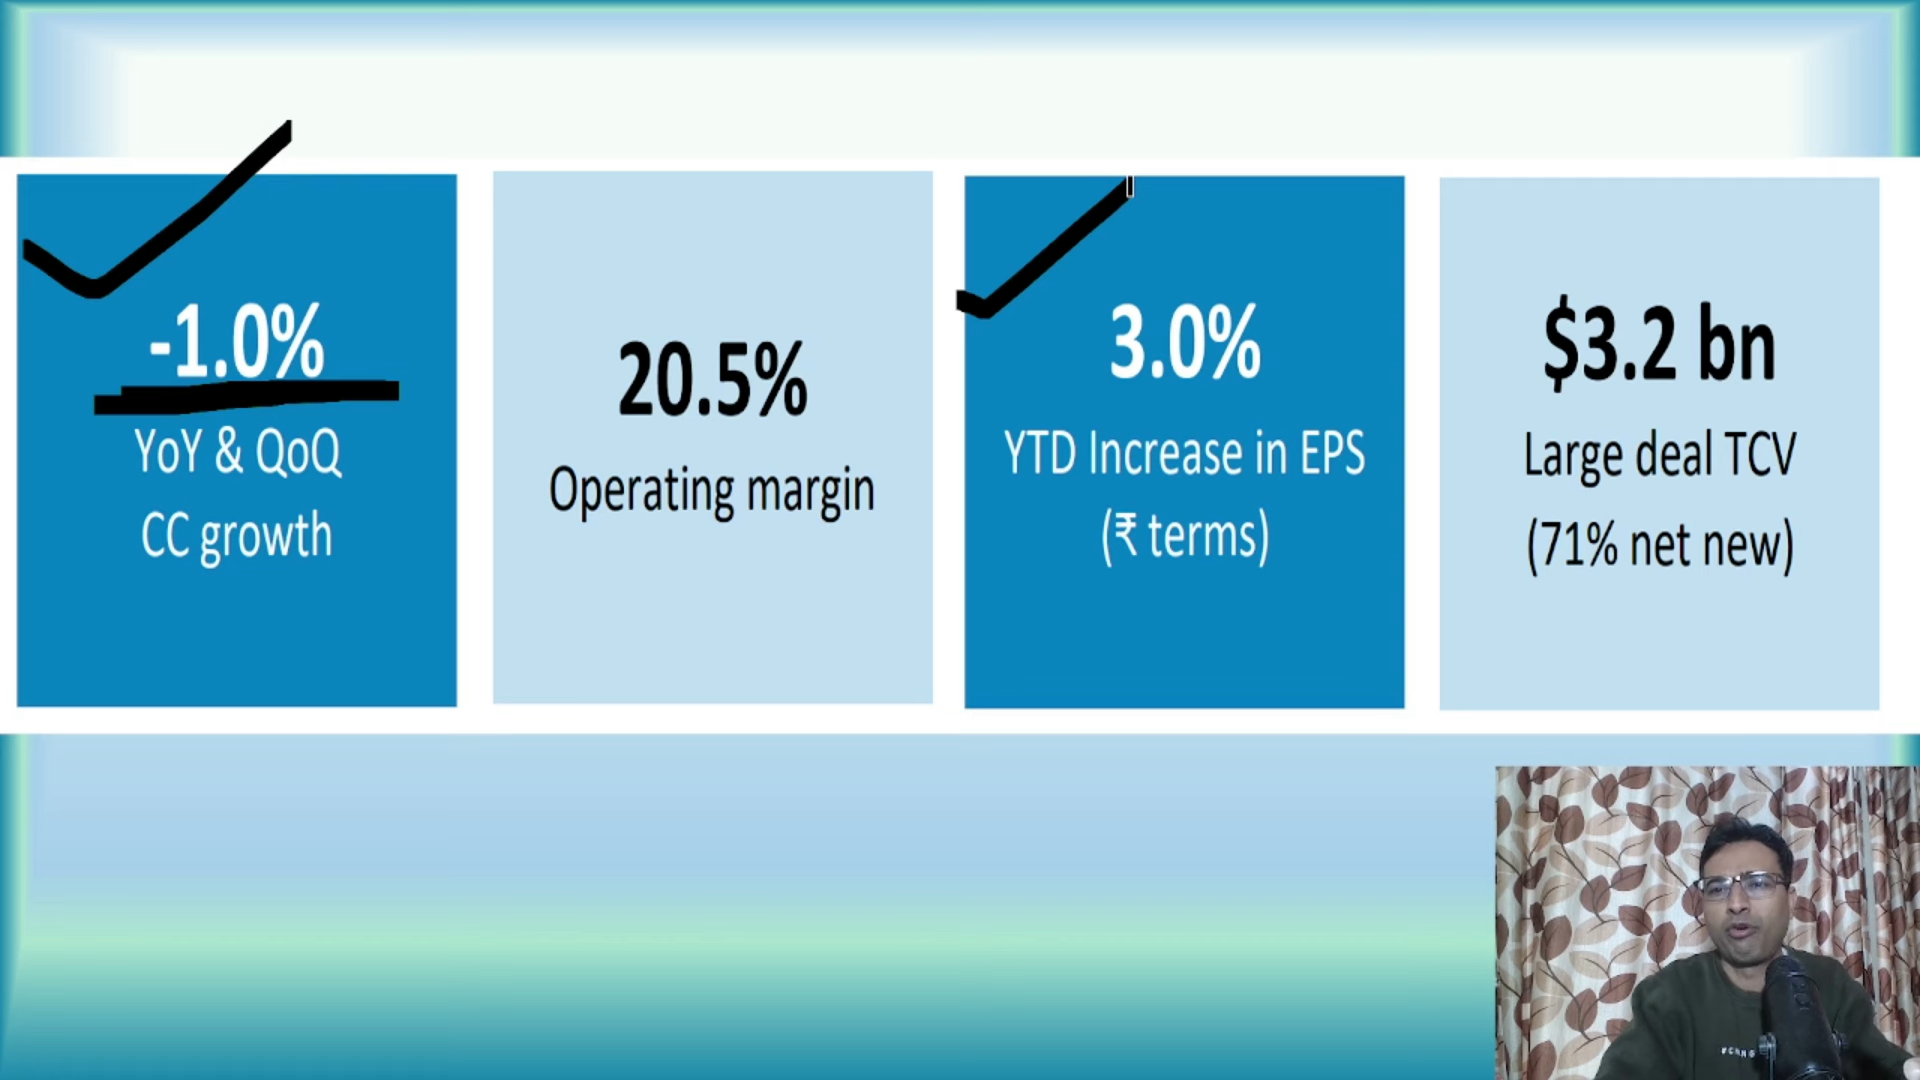 -1.0%
YoY & QoQ
CC growth
20.5%
Operating margin
3.0%
YTD Increase in EPS
(₹ terms)
$3.2 bn
Large deal TCV
(71% net new)